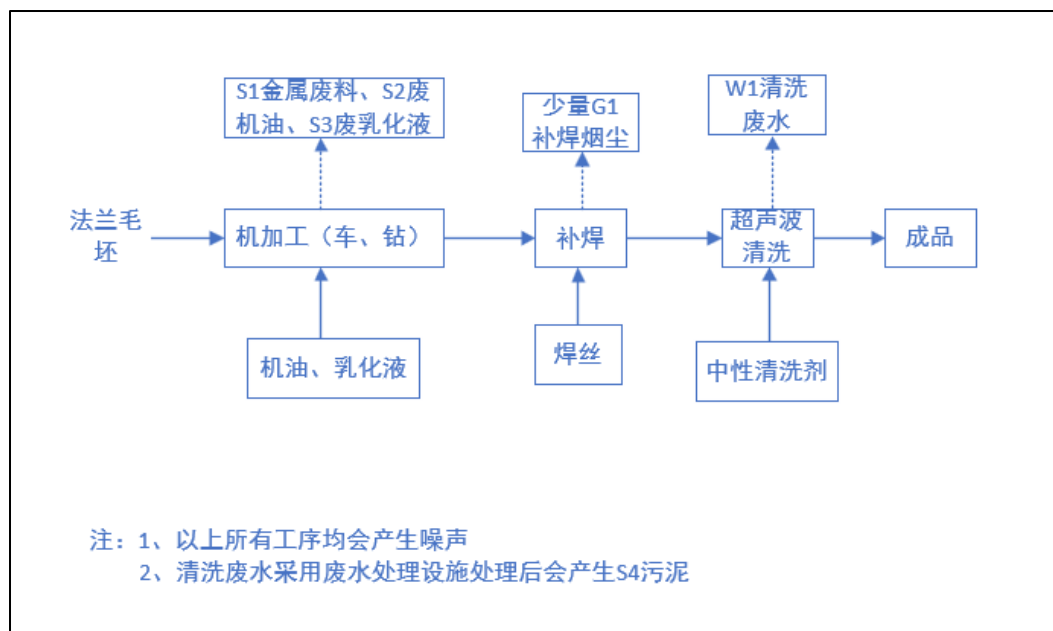 S1金属废料、S2废
机油、S3废乳化液
少量G1
补焊烟尘
W1清洗
废水
法兰毛
坯
机加工（车、钻）
补焊
超声波
清洗
成品
机油、乳化液
焊丝
中性清洗剂
注：1、以上所有工序均会产生噪声
2、清洗废水采用废水处理设施处理后会产生S4污泥